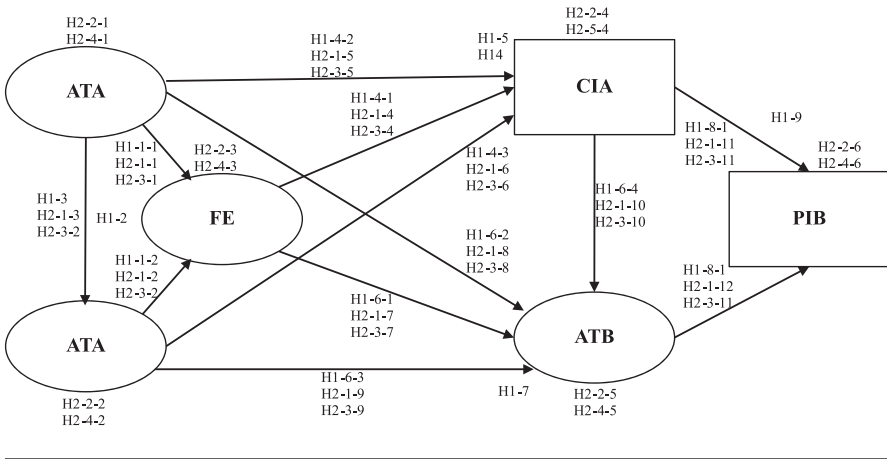 H2-2-1
H2-4-1
ATA
H1-4-2
H2-1-5
H2-3-5
H1-5
H14
H2-2-4
H2-5-4
CIA
H1-4-1
H2-1-4
H2-3-4
H1-1-1
H2-1-1
H2-3-1
H2-2-3
H2-4-3
FE
H1-4-3
H2-1-6
H2-3-6
H1-8-1
H2-1-11
H2-3-11
H1-9
H2-2-6
H2-4-6
PIB
H1-3
H2-1-3
H2-3-2
H1-2
H1-6-4
H2-1-10
H2-3-10
H1-6-2
H2-1-8
H2-3-8
H1-1-2
H2-1-2
H2-3-2
H1-6-1
H2-1-7
H2-3-7
H1-8-1
H2-1-12
H2-3-11
ATA
ATB
H2-2-2
H2-4-2
H1-6-3
H2-1-9
H2-3-9
H1-7
H2-2-5
H2-4-5